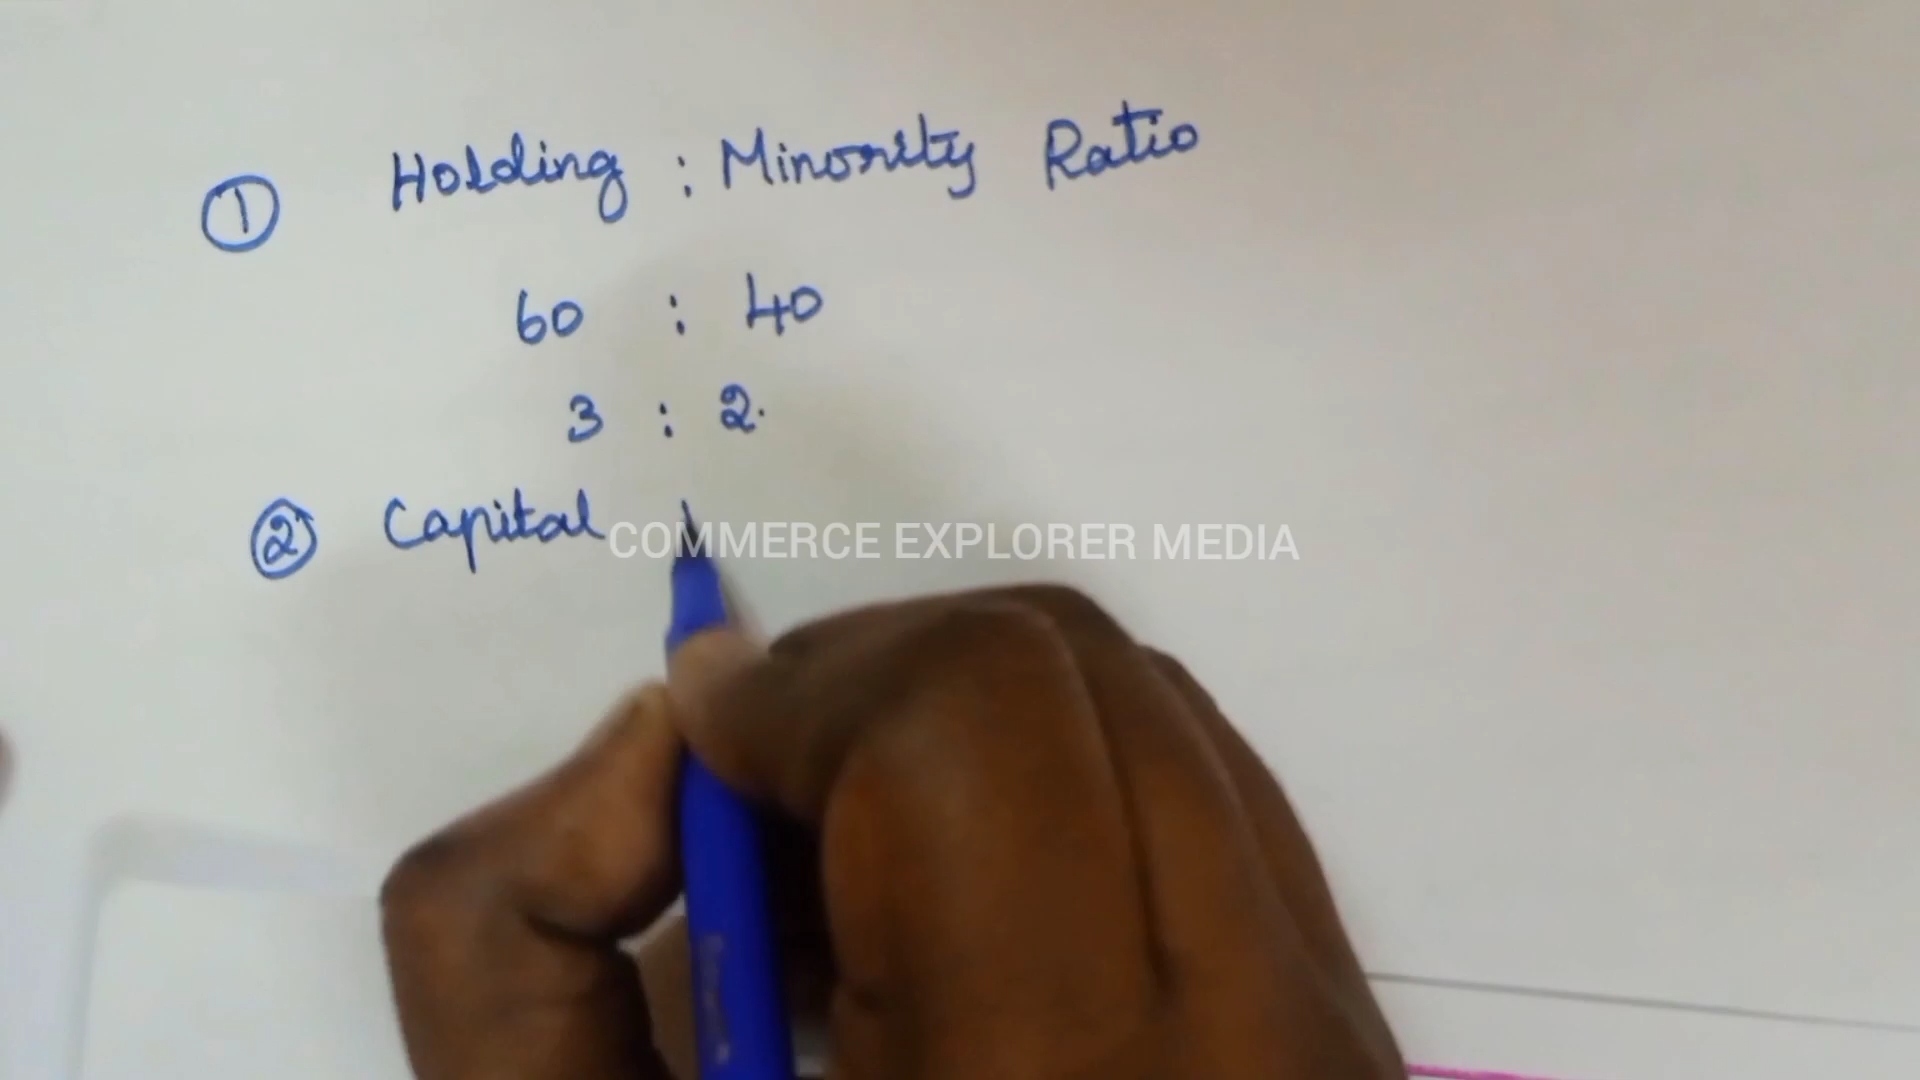 ① Holding : Minority Ratio
60 : 40
3 : 2.
② Capital
COMMERCE EXPLORER MEDIA